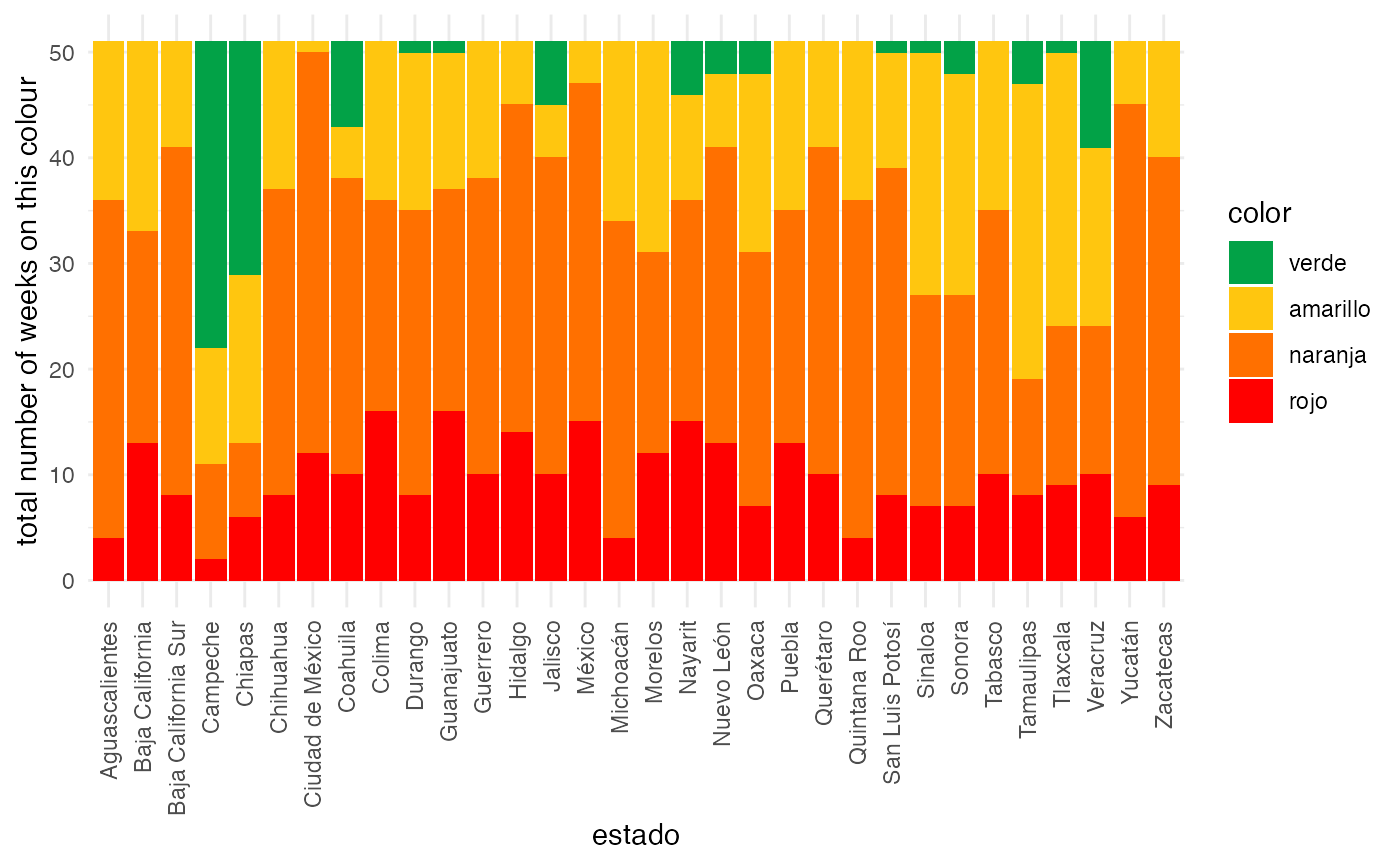 total number of weeks on this colour
50
40
30
20
10
0
Aguascalientes
Baja California
Baja California Sur
Campeche
Chiapas
Chihuahua
Ciudad de México
Coahuila
Colima
Durango
Guanajuato
Guerrero
Hidalgo
Jalisco
México
Michoacán
Morelos
Nayarit
Nuevo León
Oaxaca
Puebla
Querétaro
Quintana Roo
San Luis Potosí
Sinaloa
Sonora
Tabasco
Tamaulipas
Tlaxcala
Veracruz
Yucatán
Zacatecas
estado
color
verde
amarillo
naranja
rojo